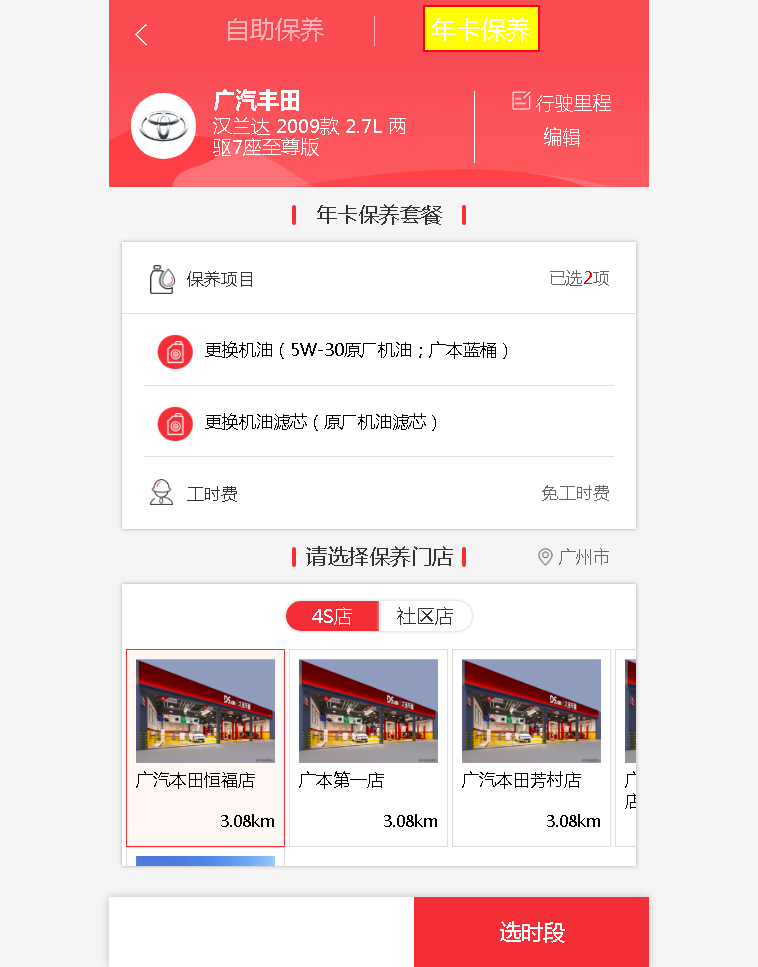 自助保养
年卡保养
广汽丰田
汉兰达 2009款 2.7L 两
驱7座至尊版
行驶里程
编辑
年卡保养套餐
保养项目
已选2项
更换机油（5W-30原厂机油；广本蓝桶）
更换机油滤芯（原厂机油滤芯）
工时费
免工时费
请选择保养门店
广州市
4S店
社区店
广汽本田恒福店
3.08km
广本第一店
3.08km
广汽本田芳村店
3.08km
选时段